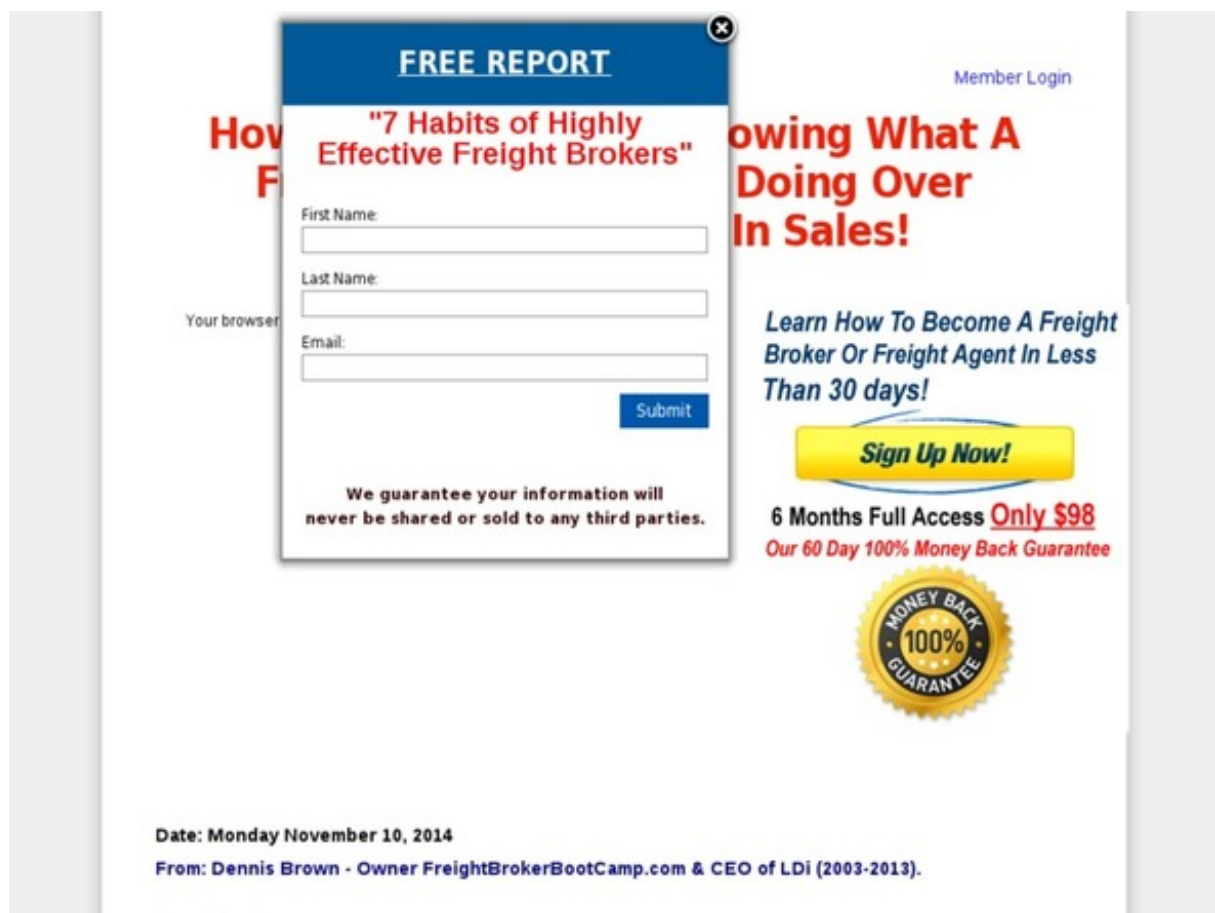 FREE REPORT
Member Login
"7 Habits of Highly
Effective Freight Brokers"
What A
Doing Over
In Sales!
First Name:
Last Name:
Your browser
Email:
Submit
We guarantee your information will
never be shared or sold to any third parties.
Learn How To Become A Freight
Broker Or Freight Agent In Less
Than 30 days!
Sign Up Now!
6 Months Full Access Only $98
Our 60 Day 100% Money Back Guarantee
MONEY BACK
100%
GUARANTEE
Date: Monday November 10, 2014
From: Dennis Brown - Owner FreightBrokerBootCamp.com & CEO of LDi (2003-2013).